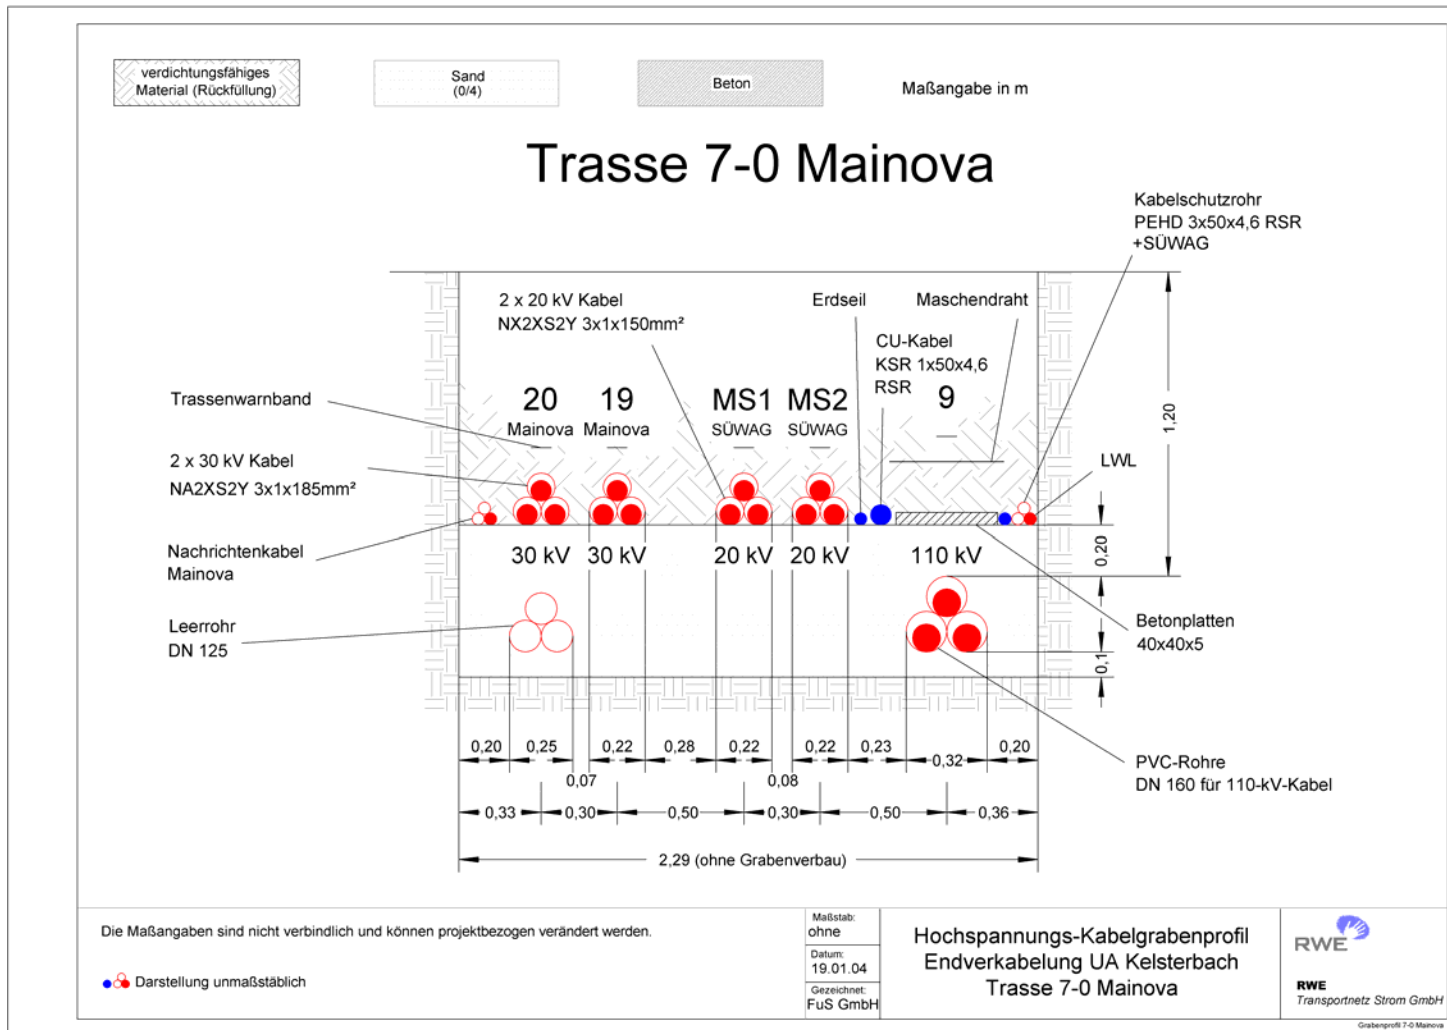 verdichtungsfähiges
Material (Rückfüllung)
Sand
(0/4)
Beton
Maßangabe in m
Trasse 7-0 Mainova
Kabelschutzrohr
PEHD 3x50x4,6 RSR
+SÜWAG
2 x 20 kV Kabel
NX2XS2Y 3x1x150mm²
Erdseil
Maschendraht
CU-Kabel
KSR 1x50x4,6
RSR
Trassenwarnband
20
Mainova
19
Mainova
MS1
SÜWAG
MS2
SÜWAG
9
1,20
2 x 30 kV Kabel
NA2XS2Y 3x1x185mm²
LWL
Nachrichtenkabel
Mainova
30 kV
30 kV
20 kV
20 kV
110 kV
0,20
Leerrohr
DN 125
Betonplatten
40x40x5
0,1
0,20
0,25
0,22
0,28
0,22
0,22
0,23
0,32
0,20
0,07
0,08
PVC-Rohre
DN 160 für 110-kV-Kabel
0,33
0,30
0,50
0,30
0,50
0,36
2,29 (ohne Grabenverbau)
Die Maßangaben sind nicht verbindlich und können projektbezogen verändert werden.
Darstellung unmaßstäblich
Maßstab:
ohne
Datum:
19.01.04
Gezeichnet:
FuS GmbH
Hochspannungs-Kabelgrabenprofil
Endverkabelung UA Kelsterbach
Trasse 7-0 Mainova
RWE
RWE
Transportnetz Strom GmbH
Grabenprofil 7-0 Mainova